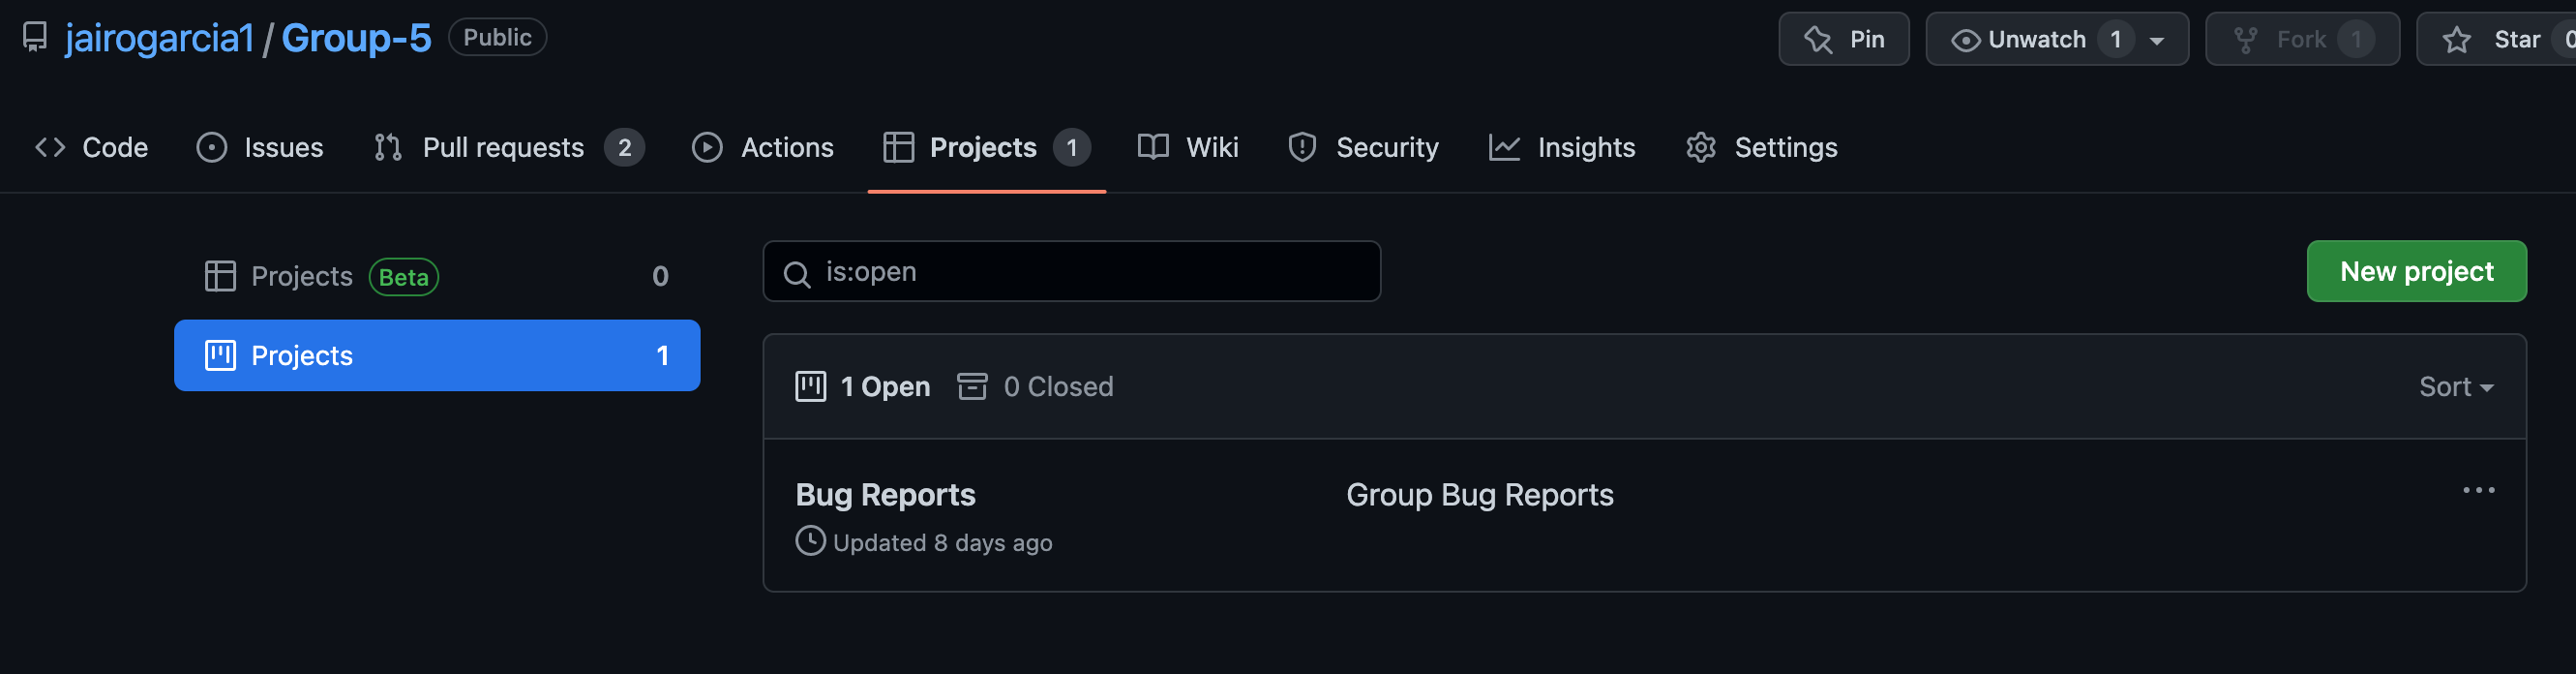 jairogarcia1 / Group-5 Public Pin Unwatch 1 Fork 1 Star 0
Code Issues Pull requests 2 Actions Projects 1 Wiki Security Insights Settings
Projects Beta 0
Projects 1
is:open New project
1 Open 0 Closed Sort
Bug Reports Group Bug Reports
Updated 8 days ago